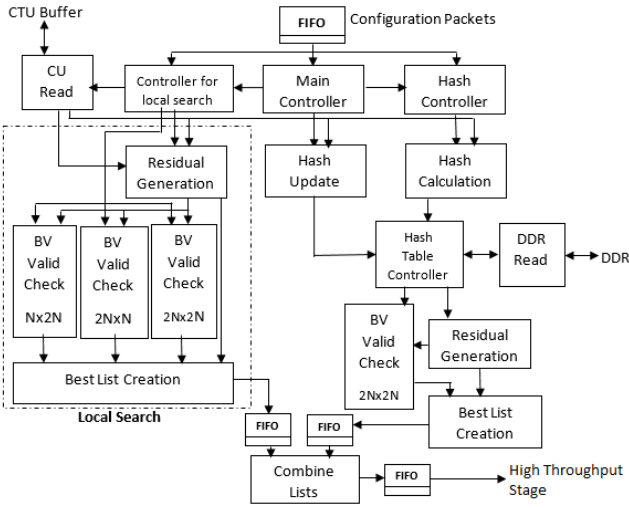 CTU Buffer
FIFO
Configuration Packets
CU
Read
Controller for
local search
Main
Controller
Hash
Controller
Residual
Generation
Hash
Update
Hash
Calculation
BV
Valid
Check
Nx2N
BV
Valid
Check
2NxN
BV
Valid
Check
2Nx2N
Hash
Table
Controller
DDR
Read
DDR
BV
Valid
Check
2Nx2N
Residual
Generation
Best List Creation
Local Search
Best List
Creation
FIFO
FIFO
Combine
Lists
FIFO
High Throughput
Stage